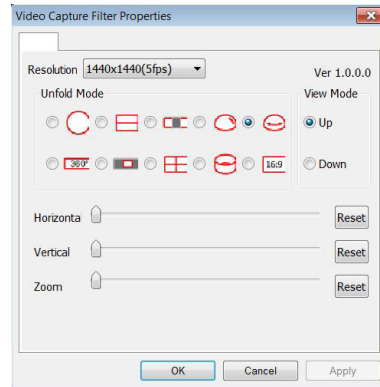 Video Capture Filter Properties
Resolution 1440x1440(5fps) Ver 1.0.0.0
Unfold Mode View Mode
Up
360° 16:9 Down
Horizonta Reset
Vertical Reset
Zoom Reset
OK Cancel Apply